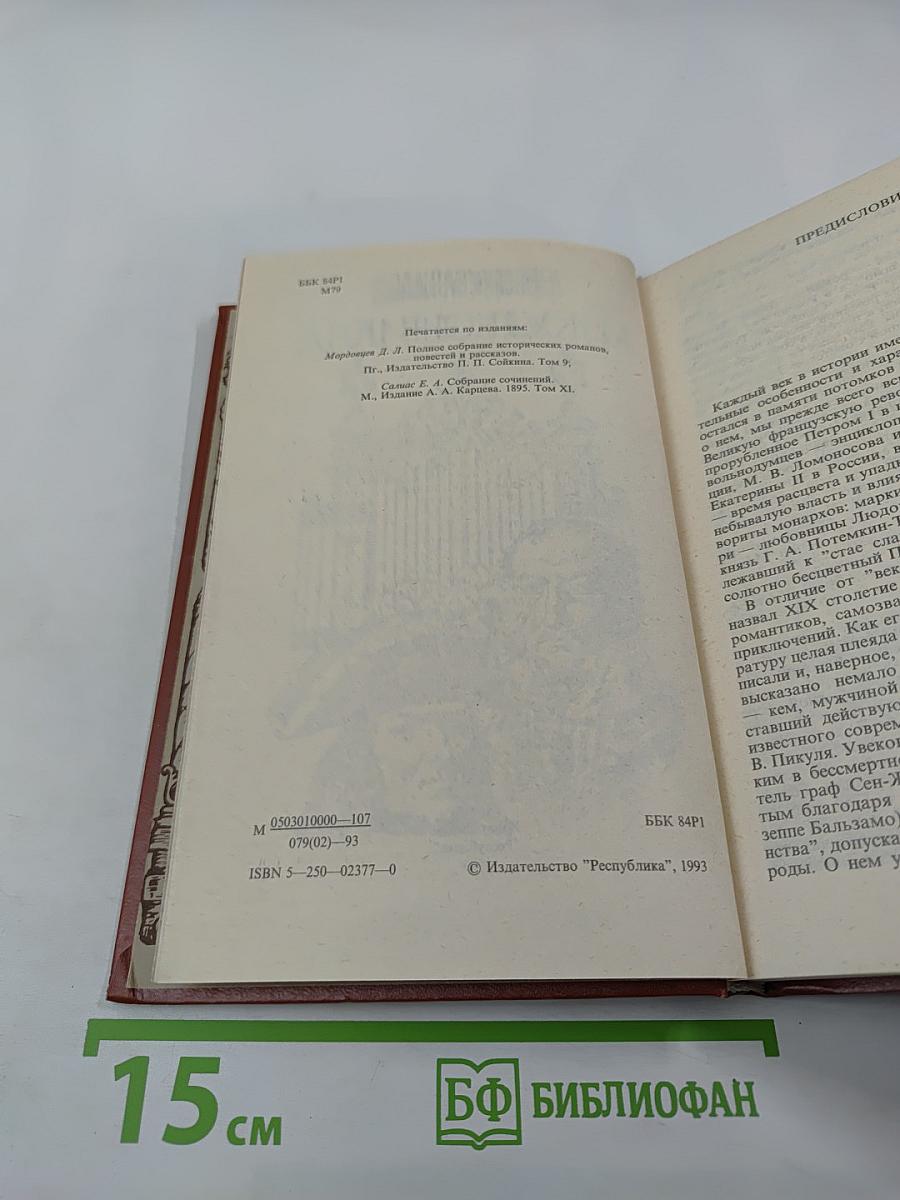 ББК 84Р1
М79
Печатается по изданиям:
Мордовцев Д. Л. Полное собрание исторических романов,
повестей и рассказов.
Пг., Издательство П. П. Сойкина. Том 9;
Салиас Е. А. Собрание сочинений.
М., Издание А. А. Карцева. 1895. Том XI.
М 0503010000—107
079(02)—93
ББК 84Р1
ISBN 5—250—02377—0
© Издательство "Республика", 1993
ПРЕДИСЛОВИ
Каждый век в истории име
тельные особенности и хара
остался в памяти потомков
о нем, мы прежде всего вс
Великую французскую рево
прорубленное Петром I в
вольнодумцев — энциклоп
ции, М. В. Ломоносова и
Екатерины II в России, в
— время расцвета и упад
небывалую власть и влия
вориты монархов: марки
ри — любовницы Людо
князь Г. А. Потемкин-Т
лежавший к "стае сла
солютно бесцветный П
В отличие от "век
назвал XIX столетие
романтиков, самозва
приключений. Как ег
ратуру целая плеяда
писали и, наверное,
высказано немало
— кем, мужчиной
ставший действую
известного соврем
В. Пикуля. Увеков
ким в бессмертно
тель граф Сен-Ж
тым благодаря
зеппе Бальзамо)
нства", допуска
роды. О нем у
15 см
БФ БИБЛИОФАН